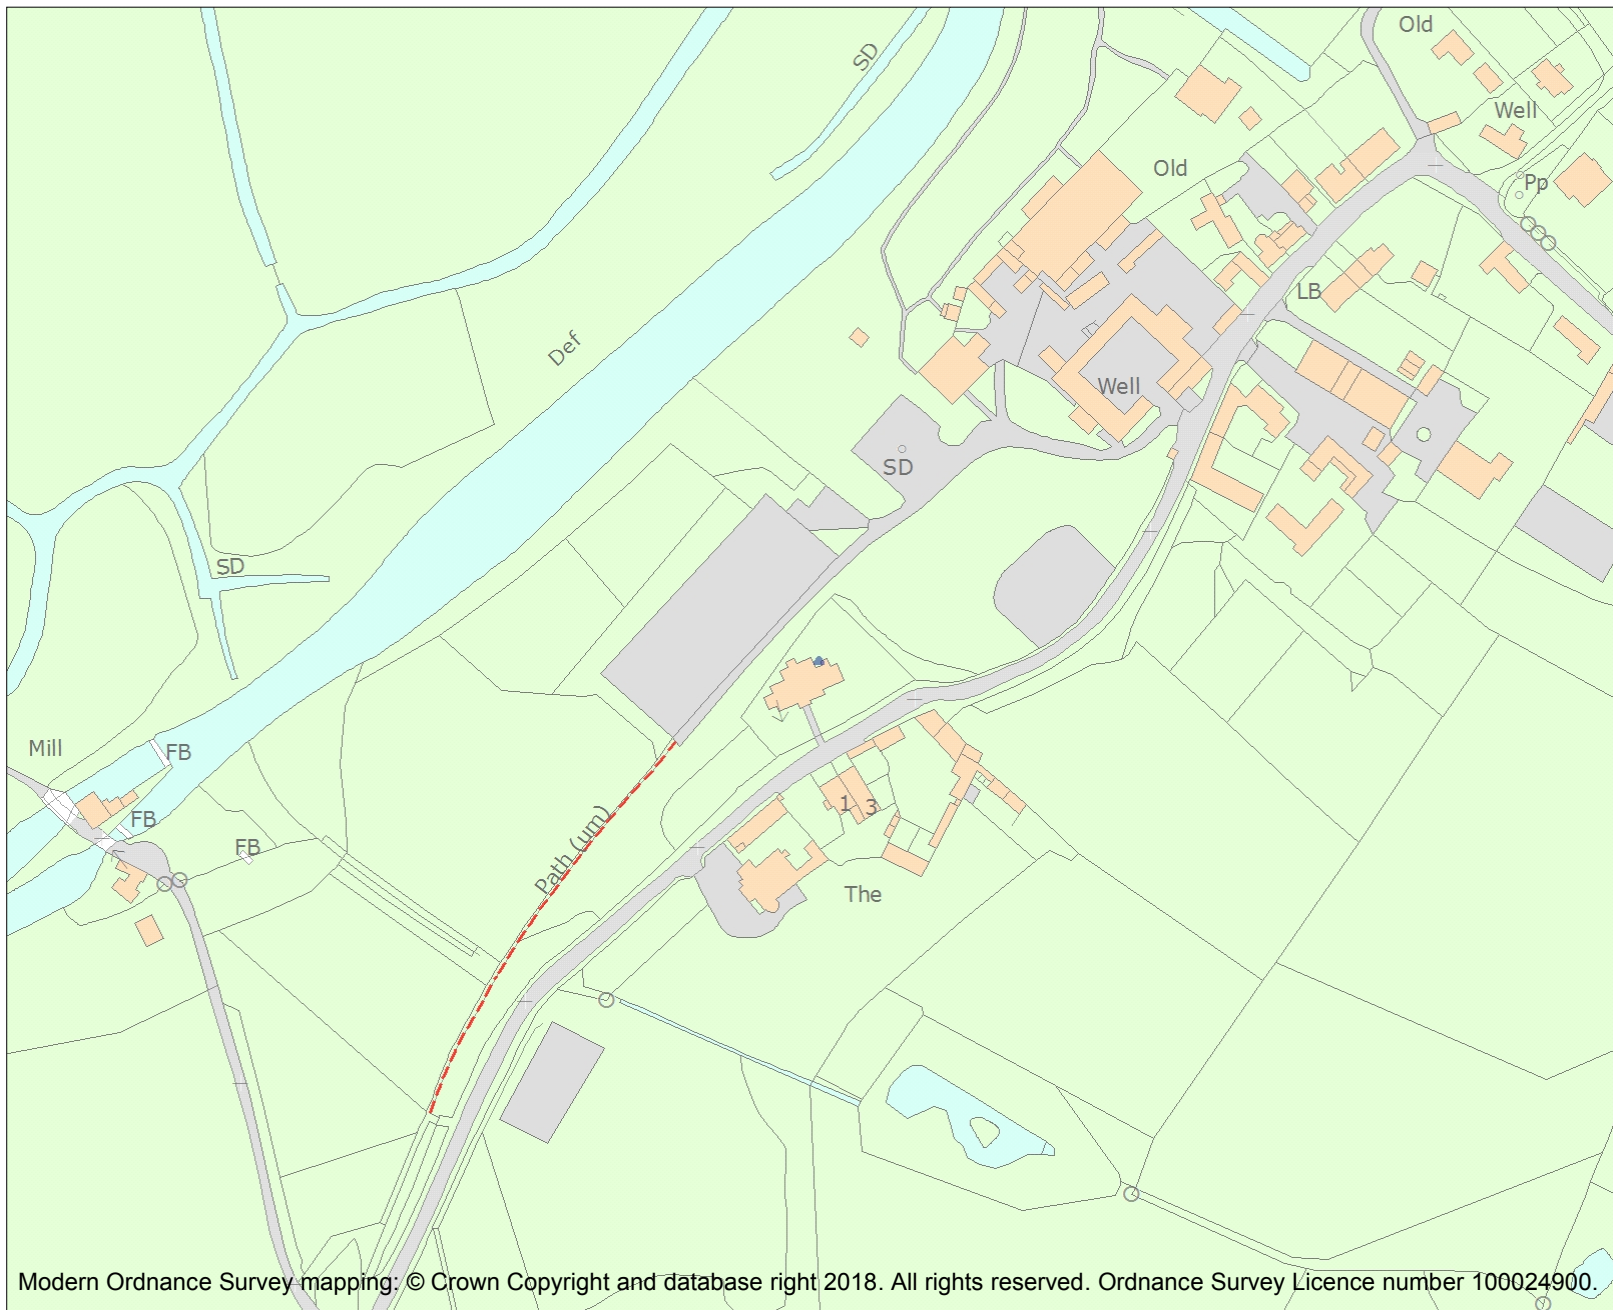 Old
SD
Well
Old
Pp
LB
Def
Well
SD
SD
Mill
FB
FB
1
3
FB
Path (um)
The
Modern Ordnance Survey mapping: © Crown Copyright and database right 2018. All rights reserved. Ordnance Survey Licence number 100024900.